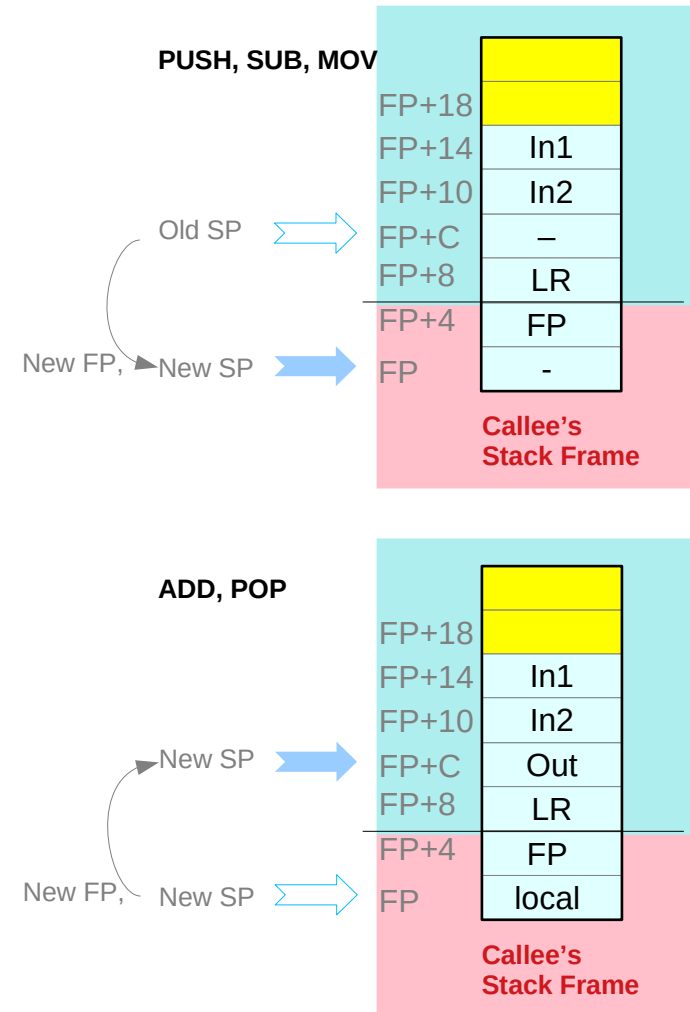 PUSH, SUB, MOV
FP+18
FP+14 In1
FP+10 In2
Old SP FP+C –
FP+8 LR
FP+4 FP
New FP, New SP FP -
Callee's
Stack Frame
ADD, POP
FP+18
FP+14 In1
FP+10 In2
New SP FP+C Out
FP+8 LR
FP+4 FP
New FP, New SP FP local
Callee's
Stack Frame